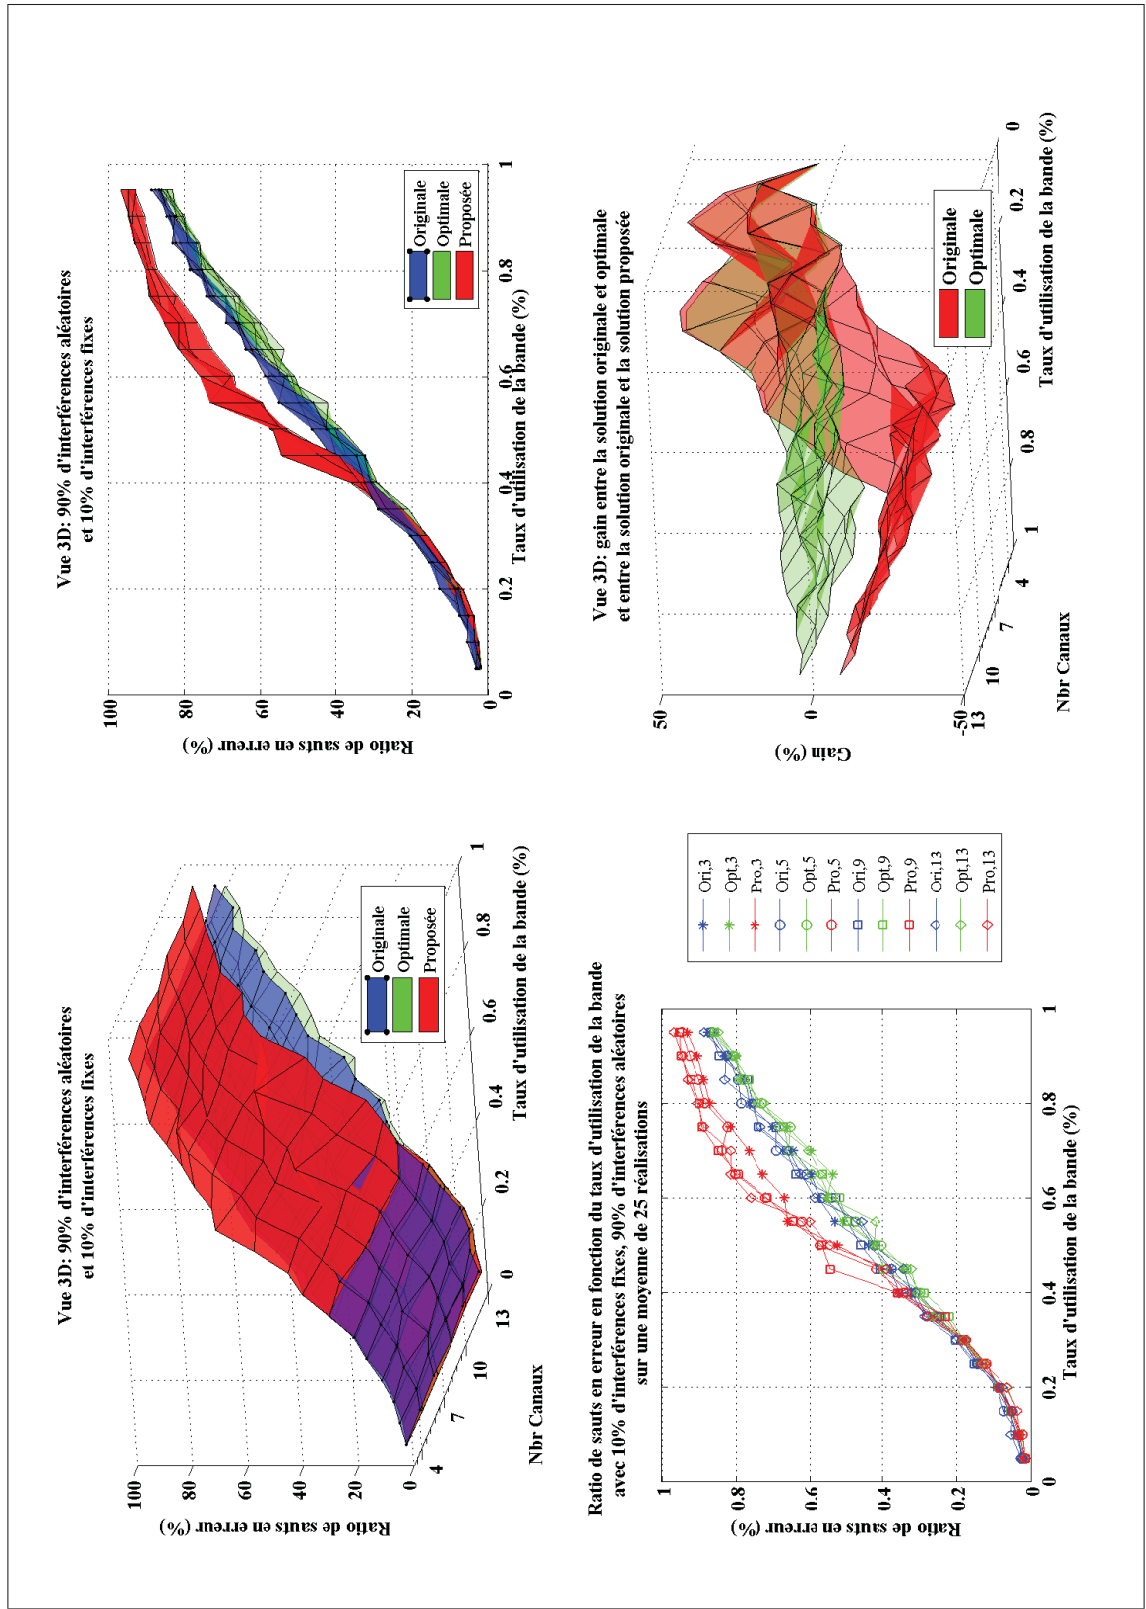 Vue 3D: 90% d'interférences aléatoires
et 10% d'interférences fixes
Ratio de sauts en erreur (%)
100
80
60
40
20
0
4
7
10
13
Nbr Canaux
0
0.2
0.4
0.6
0.8
1
Taux d'utilisation de la bande (%)
Originale
Optimale
Proposée
Vue 3D: 90% d'interférences aléatoires
et 10% d'interférences fixes
Ratio de sauts en erreur (%)
100
80
60
40
20
0
0
0.2
0.4
0.6
0.8
1
Taux d'utilisation de la bande (%)
Originale
Optimale
Proposée
Ratio de sauts en erreur en fonction du taux d'utilisation de la bande
avec 10% d'interférences fixes, 90% d'interférences aléatoires
sur une moyenne de 25 réalisations
Ratio de sauts en erreur (%)
1
0.8
0.6
0.4
0.2
0
0
0.2
0.4
0.6
0.8
1
Taux d'utilisation de la bande (%)
Ori,3
Opt,3
Pro,3
Ori,5
Opt,5
Pro,5
Ori,9
Opt,9
Pro,9
Ori,13
Opt,13
Pro,13
Vue 3D: gain entre la solution originale et optimale
et entre la solution originale et la solution proposée
Gain (%)
50
0
-50
13
10
7
4
Nbr Canaux
1
0.8
0.6
0.4
0.2
0
Taux d'utilisation de la bande (%)
Originale
Optimale